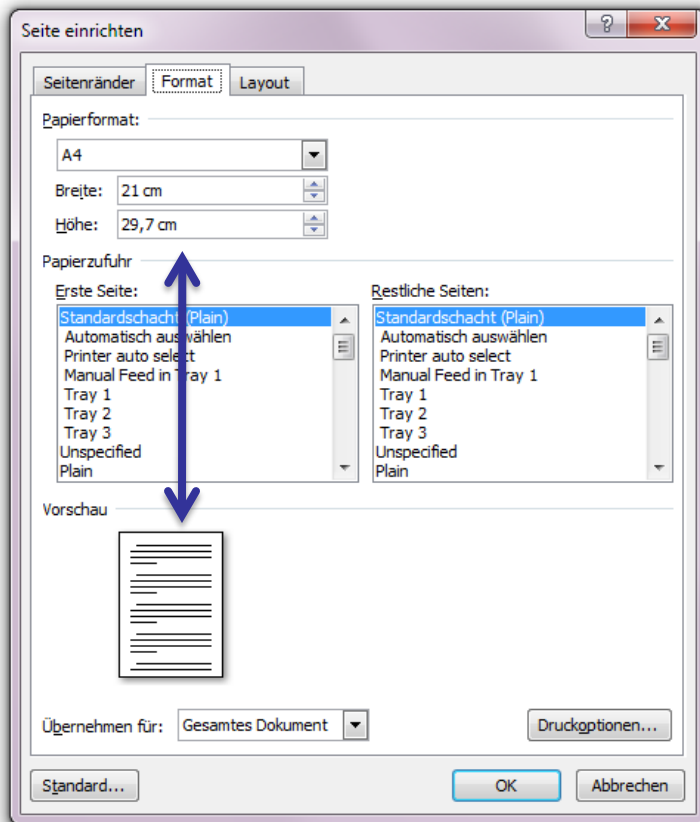 Seite einrichten
Seitenränder Format Layout
Papierformat:
A4
Breite: 21 cm
Höhe: 29,7 cm
Papierzufuhr
Erste Seite:
Standardschacht (Plain)
Automatisch auswählen
Printer auto select
Manual Feed in Tray 1
Tray 1
Tray 2
Tray 3
Unspecified
Plain
Restliche Seiten:
Standardschacht (Plain)
Automatisch auswählen
Printer auto select
Manual Feed in Tray 1
Tray 1
Tray 2
Tray 3
Unspecified
Plain
Vorschau
Übernehmen für: Gesamtes Dokument Druckoptionen...
Standard... OK Abbrechen